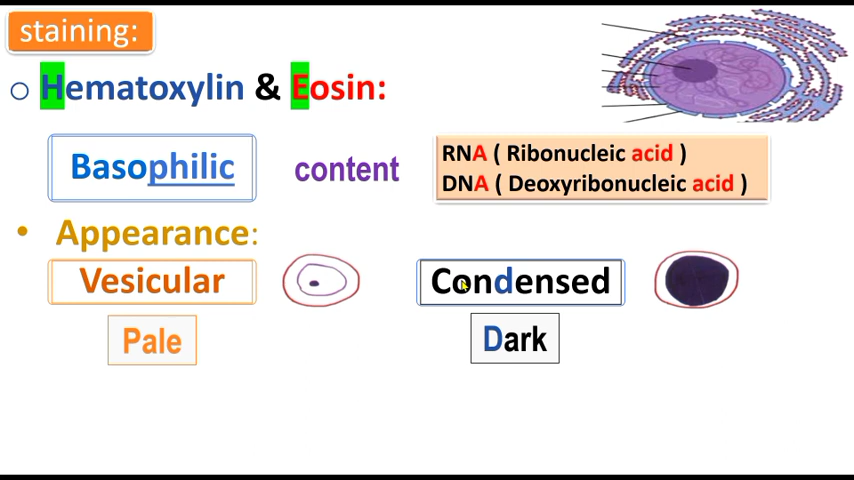 staining:
Hematoxylin & Eosin:
Basophilic content
RNA ( Ribonucleic acid )
DNA ( Deoxyribonucleic acid )
• Appearance:
Vesicular Condensed
Pale Dark